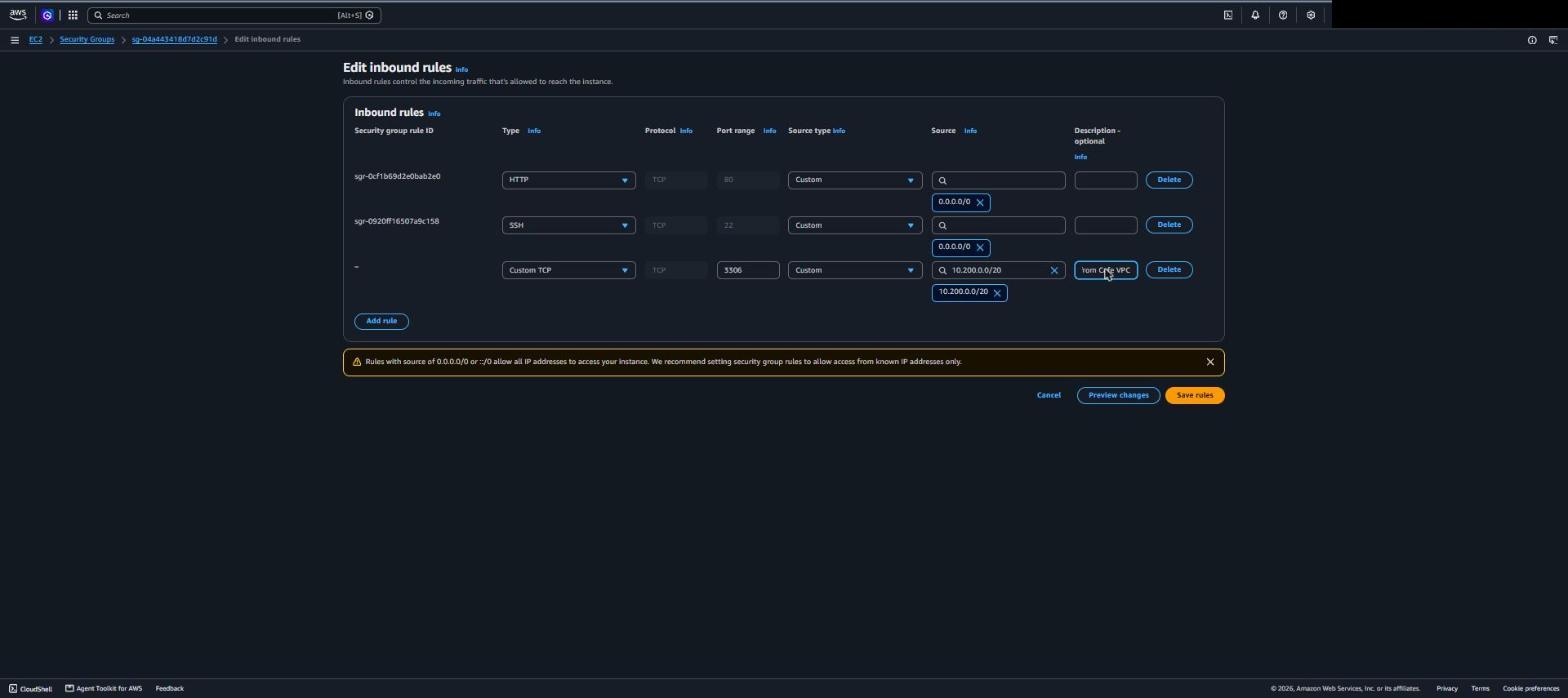 aws
Search [Alt+S]
EC2 > Security Groups > sg-04a443418d7d2c91d > Edit inbound rules
Edit inbound rules Info
Inbound rules control the incoming traffic that's allowed to reach the instance.
Inbound rules Info
Security group rule ID Type Info Protocol Info Port range Info Source type Info Source Info Description - optional Info
sgr-0cf1b69d2e0bab2e0 HTTP TCP 80 Custom Delete
0.0.0.0/0
sgr-0920ff16507a9c158 SSH TCP 22 Custom Delete
0.0.0.0/0
– Custom TCP TCP 3306 Custom 10.200.0.0/20 VPC Delete
10.200.0.0/20
Add rule
Rules with source of 0.0.0.0/0 or ::/0 allow all IP addresses to access your instance. We recommend setting security group rules to allow access from known IP addresses only.
Cancel Preview changes Save rules
CloudShell Agent Toolkit for AWS Feedback © 2026, Amazon Web Services, Inc. or its affiliates. Privacy Terms Cookie preferences